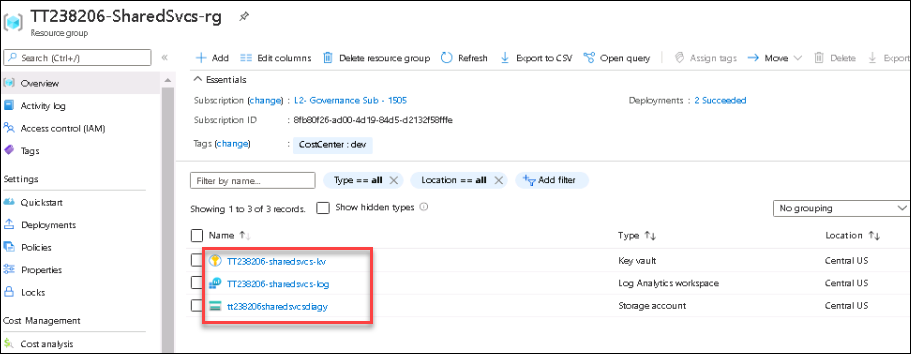 TT238206-SharedSvcs-rg
Resource group
Search (Ctrl+/)
«
Add
Edit columns
Delete resource group
Refresh
Export to CSV
Open query
Assign tags
Move
Delete
Export
Overview
Activity log
Access control (IAM)
Tags
Settings
Quickstart
Deployments
Policies
Properties
Locks
Cost Management
Cost analysis
Essentials
Subscription (change) : L2- Governance Sub - 1505
Deployments : 2 Succeeded
Subscription ID : 8fb80f26-ad00-4d19-84d5-d2132f58fffe
Tags (change) : CostCenter : dev
Filter by name...
Type == all
Location == all
Add filter
Showing 1 to 3 of 3 records.
Show hidden types
No grouping
Name Type Location
TT238206-sharedsvcs-kv Key vault Central US
TT238206-sharedsvcs-log Log Analytics workspace Central US
tt238206sharedsvcsdiagy Storage account Central US